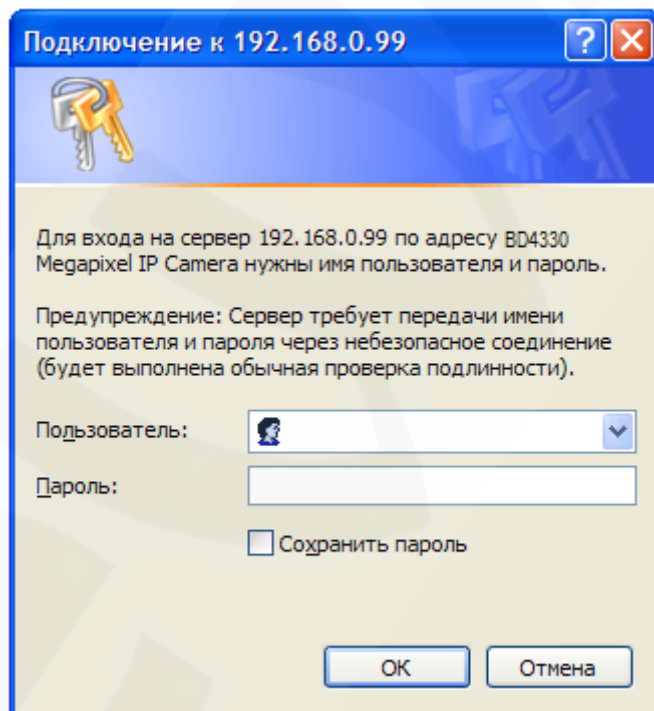 Подключение к 192.168.0.99
Для входа на сервер 192.168.0.99 по адресу BD4330
Megapixel IP Camera нужны имя пользователя и пароль.
Предупреждение: Сервер требует передачи имени
пользователя и пароля через небезопасное соединение
(будет выполнена обычная проверка подлинности).
Пользователь:
Пароль:
Сохранить пароль
ОК
Отмена